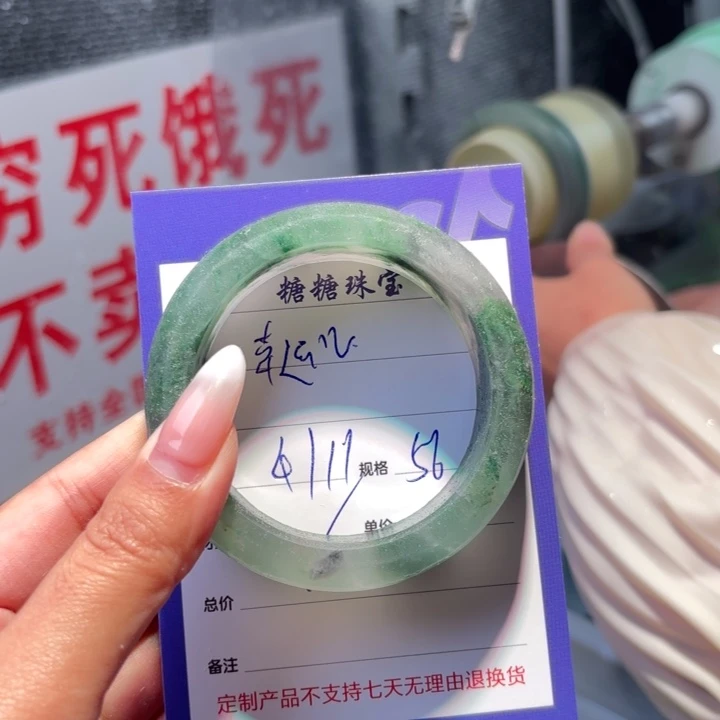 穷死饿死
不卖
支持全
糖糖珠宝
规格 56
单价
总价
备注
定制产品不支持七天无理由退换货